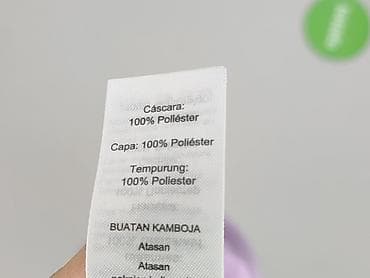 Cáscara:
100% Poliéster
Capa: 100% Poliéster
Tempurung:
100% Poliester
BUATAN KAMBOJA
Atasan
Atasan